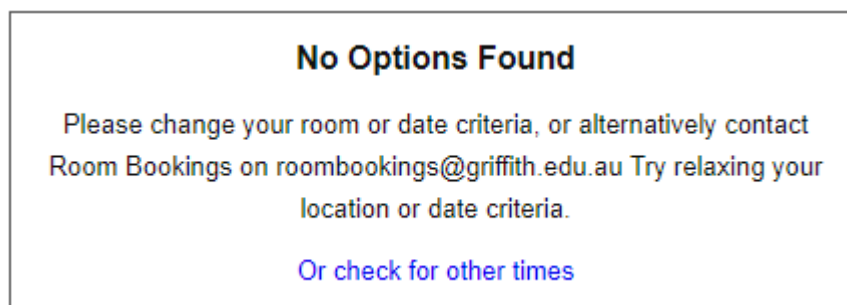 No Options Found
Please change your room or date criteria, or alternatively contact
Room Bookings on roombookings@griffith.edu.au Try relaxing your
location or date criteria.
Or check for other times